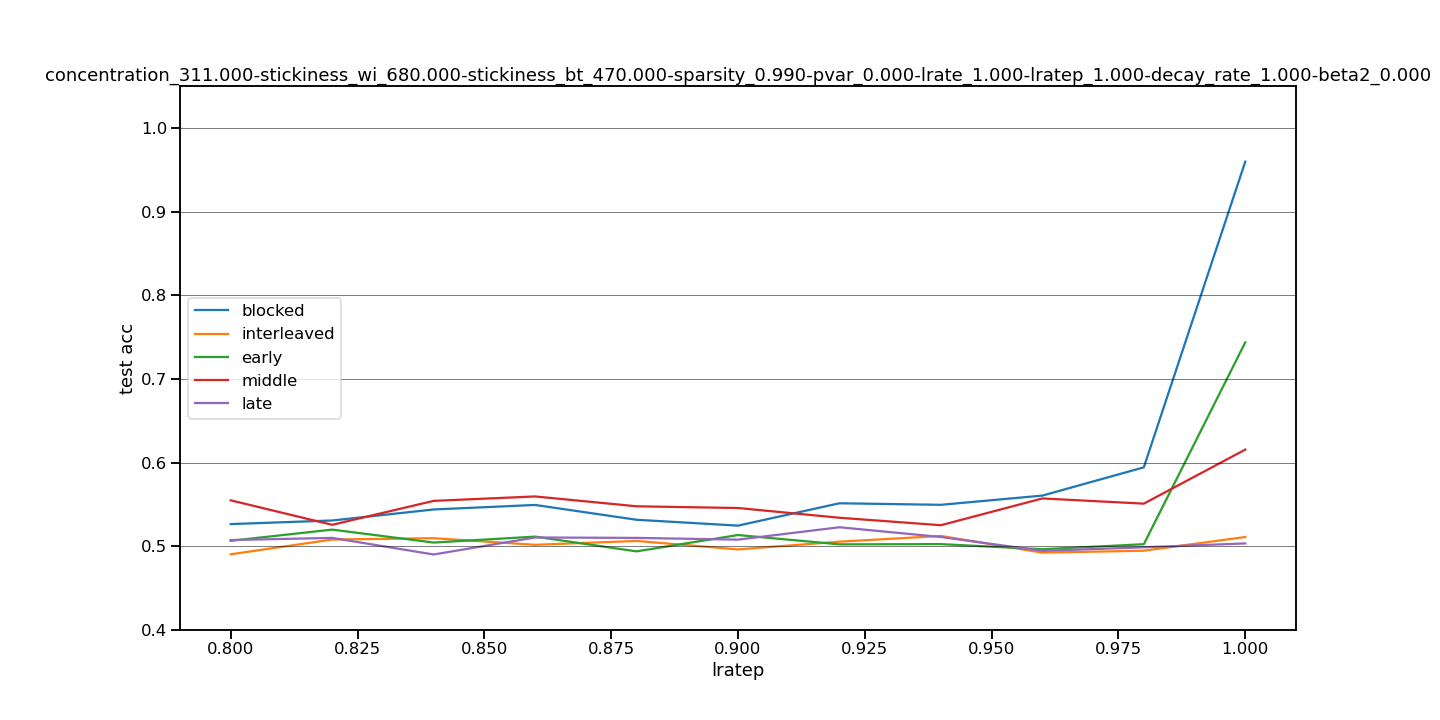 concentration_311.000-stickiness_wi_680.000-stickiness_bt_470.000-sparsity_0.990-pvar_0.000-lrate_1.000-lratep_1.000-decay_rate_1.000-beta2_0.000
1.0
0.9
0.8
0.7
0.6
0.5
0.4
test acc
blocked
interleaved
early
middle
late
0.800 0.825 0.850 0.875 0.900 0.925 0.950 0.975 1.000
lratep